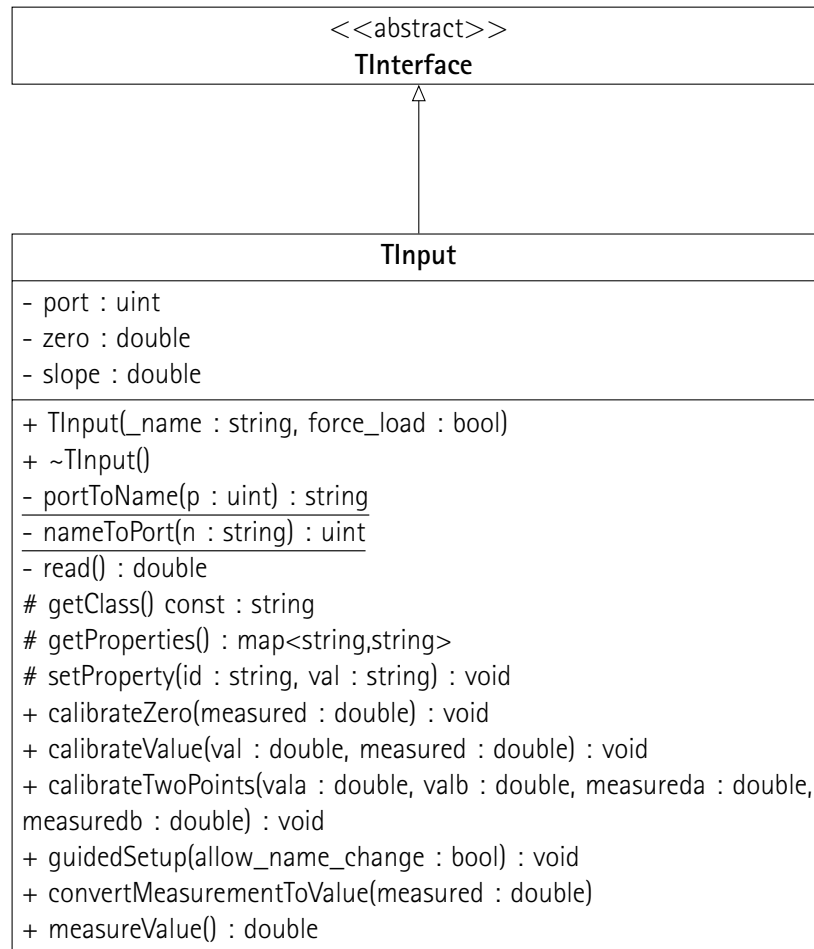 <<abstract>>
TInterface
TInput
- port : uint
- zero : double
- slope : double
+ TInput(_name : string, force_load : bool)
+ ~TInput()
- portToName(p : uint) : string
- nameToPort(n : string) : uint
- read() : double
# getClass() const : string
# getProperties() : map<string,string>
# setProperty(id : string, val : string) : void
+ calibrateZero(measured : double) : void
+ calibrateValue(val : double, measured : double) : void
+ calibrateTwoPoints(vala : double, valb : double, measureda : double,
measuredb : double) : void
+ guidedSetup(allow_name_change : bool) : void
+ convertMeasurementToValue(measured : double)
+ measureValue() : double